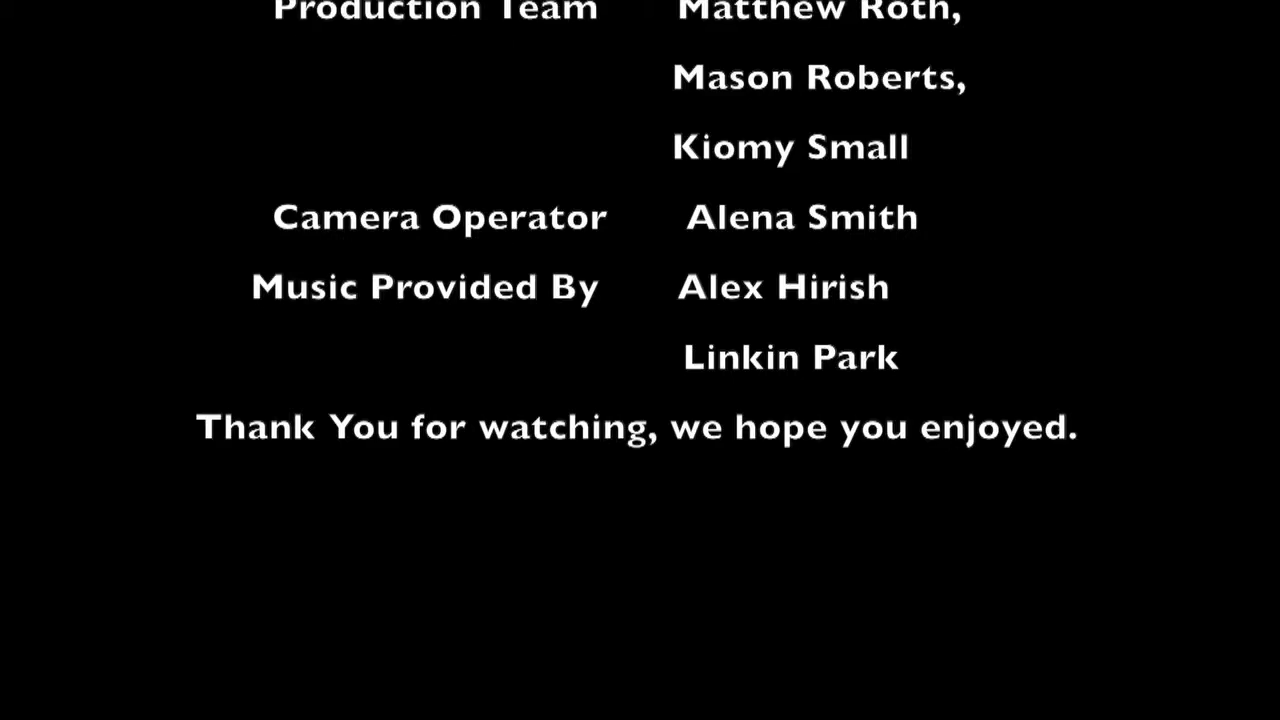 Production Team Matthew Roth,
Mason Roberts,
Kiomy Small
Camera Operator Alena Smith
Music Provided By Alex Hirish
Linkin Park
Thank You for watching, we hope you enjoyed.